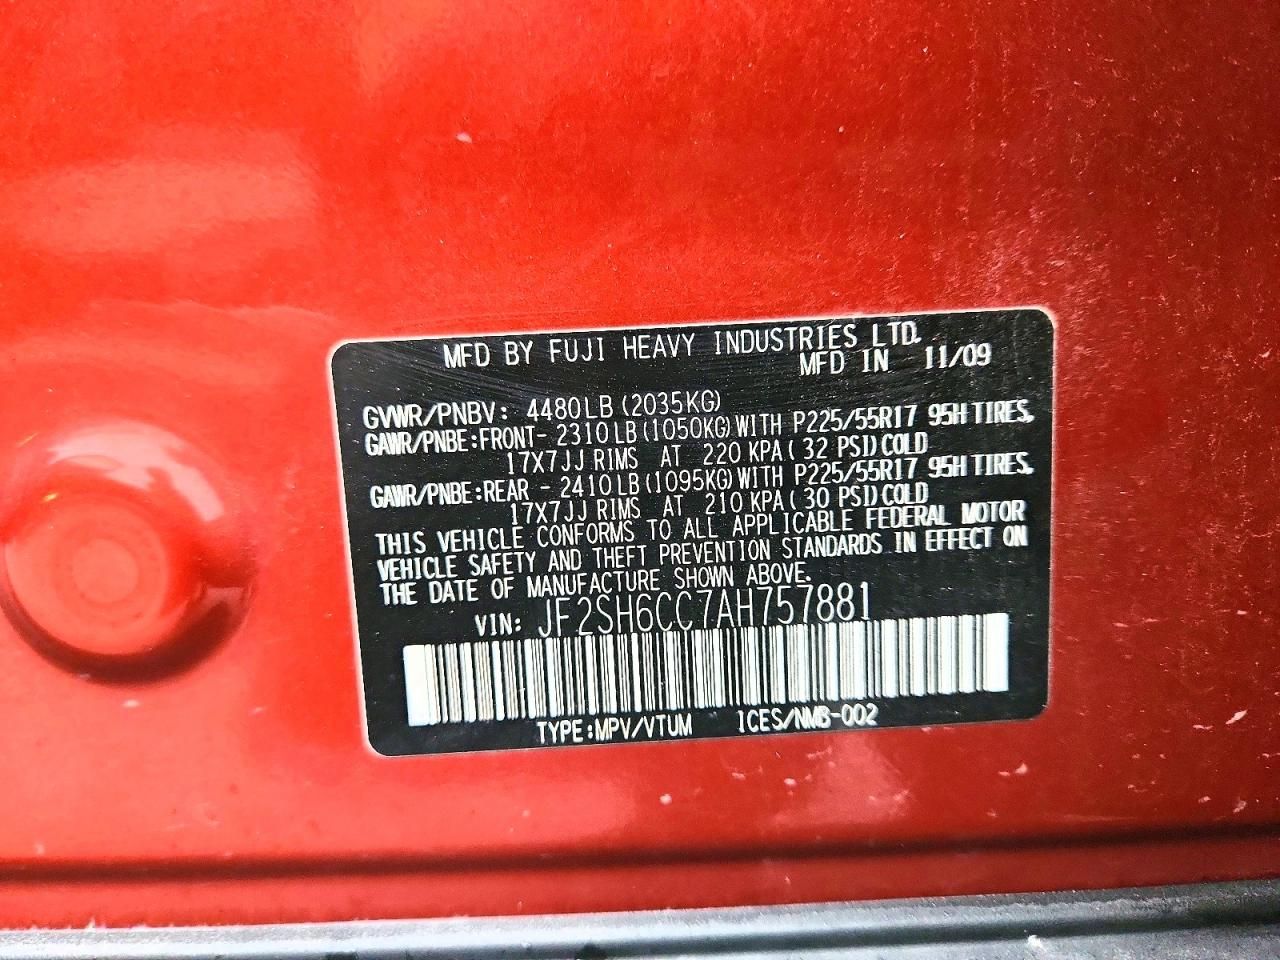 MFD BY FUJI HEAVY INDUSTRIES LTD.
MFD IN 11/09
GVWR/PNBV: 4480LB (2035KG)
GAWR/PNBE:FRONT- 2310LB (1050KG) WITH P225/55R17 95H TIRES,
17X7JJ RIMS AT 220 KPA( 32 PSI) COLD
GAWR/PNBE:REAR - 2410LB (1095KG) WITH P225/55R17 95H TIRES,
17X7JJ RIMS AT 210 KPA( 30 PSI) COLD
THIS VEHICLE CONFORMS TO ALL APPLICABLE FEDERAL MOTOR
VEHICLE SAFETY AND THEFT PREVENTION STANDARDS IN EFFECT ON
THE DATE OF MANUFACTURE SHOWN ABOVE.
VIN: JF2SH6CC7AH757881
TYPE:MPV/VTUM ICES/NMB-002